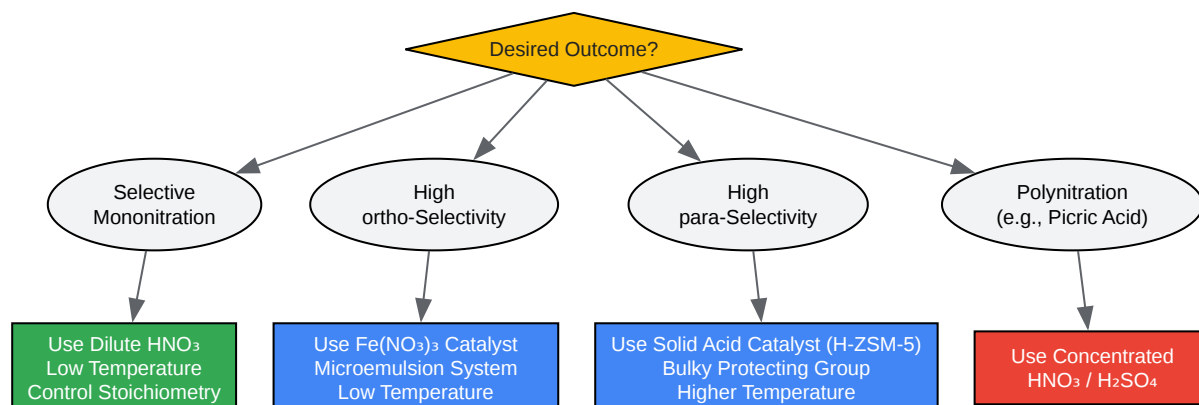 Desired Outcome?
Selective
Mononitration
High
ortho-Selectivity
High
para-Selectivity
Polynitration
(e.g., Picric Acid)
Use Dilute HNO₃
Low Temperature
Control Stoichiometry
Use Fe(NO₃)₃ Catalyst
Microemulsion System
Low Temperature
Use Solid Acid Catalyst (H-ZSM-5)
Bulky Protecting Group
Higher Temperature
Use Concentrated
HNO₃ / H₂SO₄